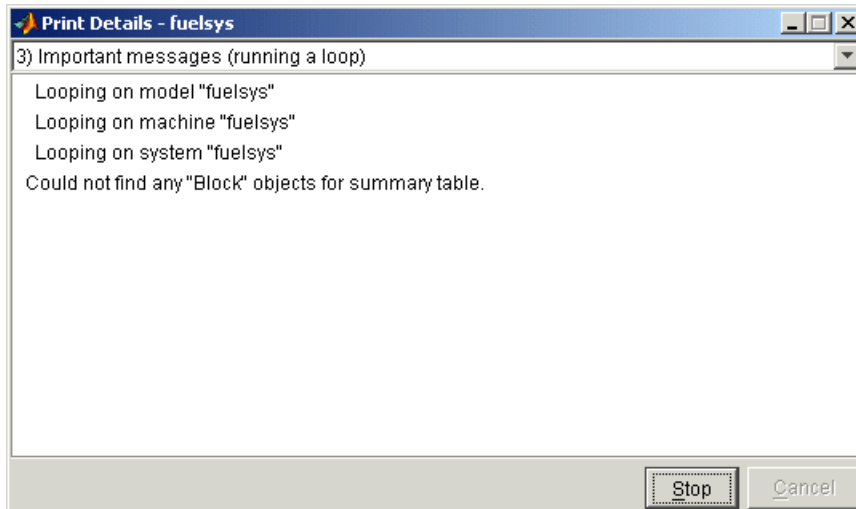 Print Details - fuelsys
3) Important messages (running a loop)
Looping on model "fuelsys"
Looping on machine "fuelsys"
Looping on system "fuelsys"
Could not find any "Block" objects for summary table.
Stop Cancel